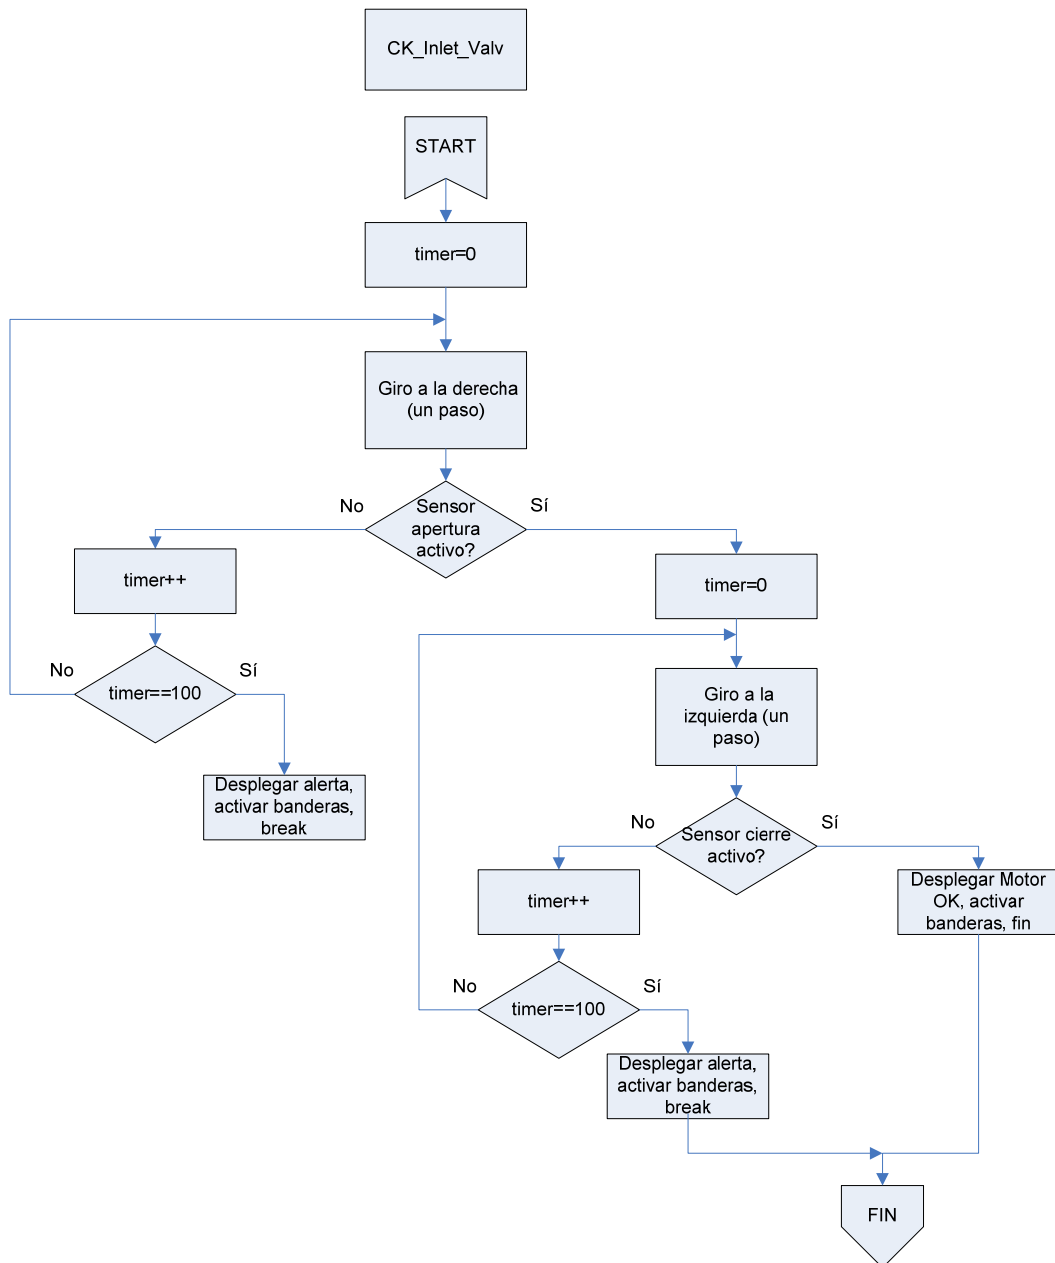 CK_Inlet_Valv
START
timer=0
Giro a la derecha
(un paso)
No
Sensor
apertura
activo?
Sí
timer++
timer=0
No
timer==100
Sí
Giro a la
izquierda (un
paso)
Desplegar alerta,
activar banderas,
break
No
Sensor cierre
activo?
Sí
timer++
Desplegar Motor
OK, activar
banderas, fin
No
timer==100
Sí
Desplegar alerta,
activar banderas,
break
FIN